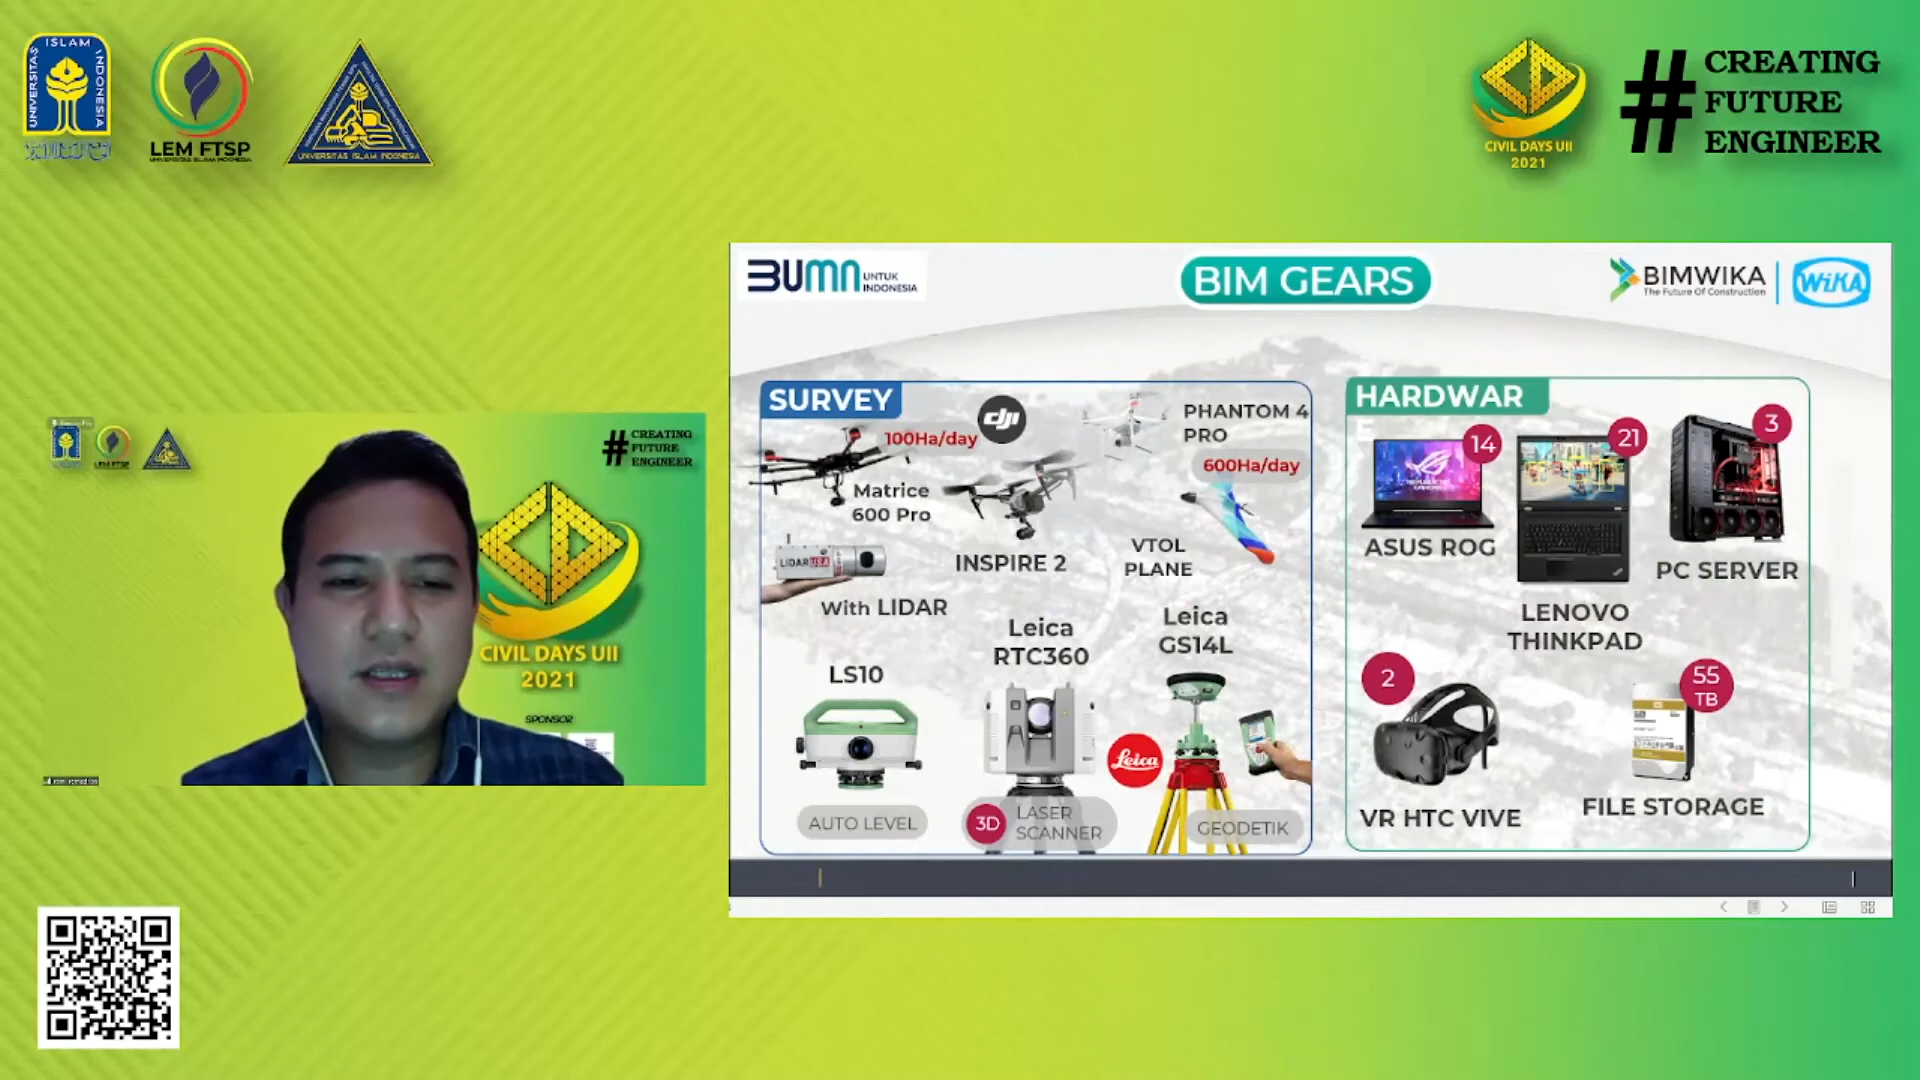 UNIVERSITAS
ISLAM
INDONESIA
LEM FTSP
UNIVERSITAS ISLAM INDONESIA
UNIVERSITAS ISLAM INDONESIA
CIVIL DAYS UII
2021
# CREATING
FUTURE
ENGINEER
# CREATING
FUTURE
ENGINEER
CIVIL DAYS UII
2021
SPONSOR
BUMN UNTUK
INDONESIA
BIM GEARS
BIMWIKA
The Future Of Construction
WIKA
SURVEY
dji
100Ha/day
Matrice
600 Pro
PHANTOM 4
PRO
600Ha/day
LIDARUSA
With LIDAR
INSPIRE 2
VTOL
PLANE
LS10
AUTO LEVEL
Leica
RTC360
3D LASER
SCANNER
Leica
Leica
GS14L
GEODETIK
HARDWAR
14
ASUS ROG
21
LENOVO
THINKPAD
3
PC SERVER
2
VR HTC VIVE
55
TB
FILE STORAGE